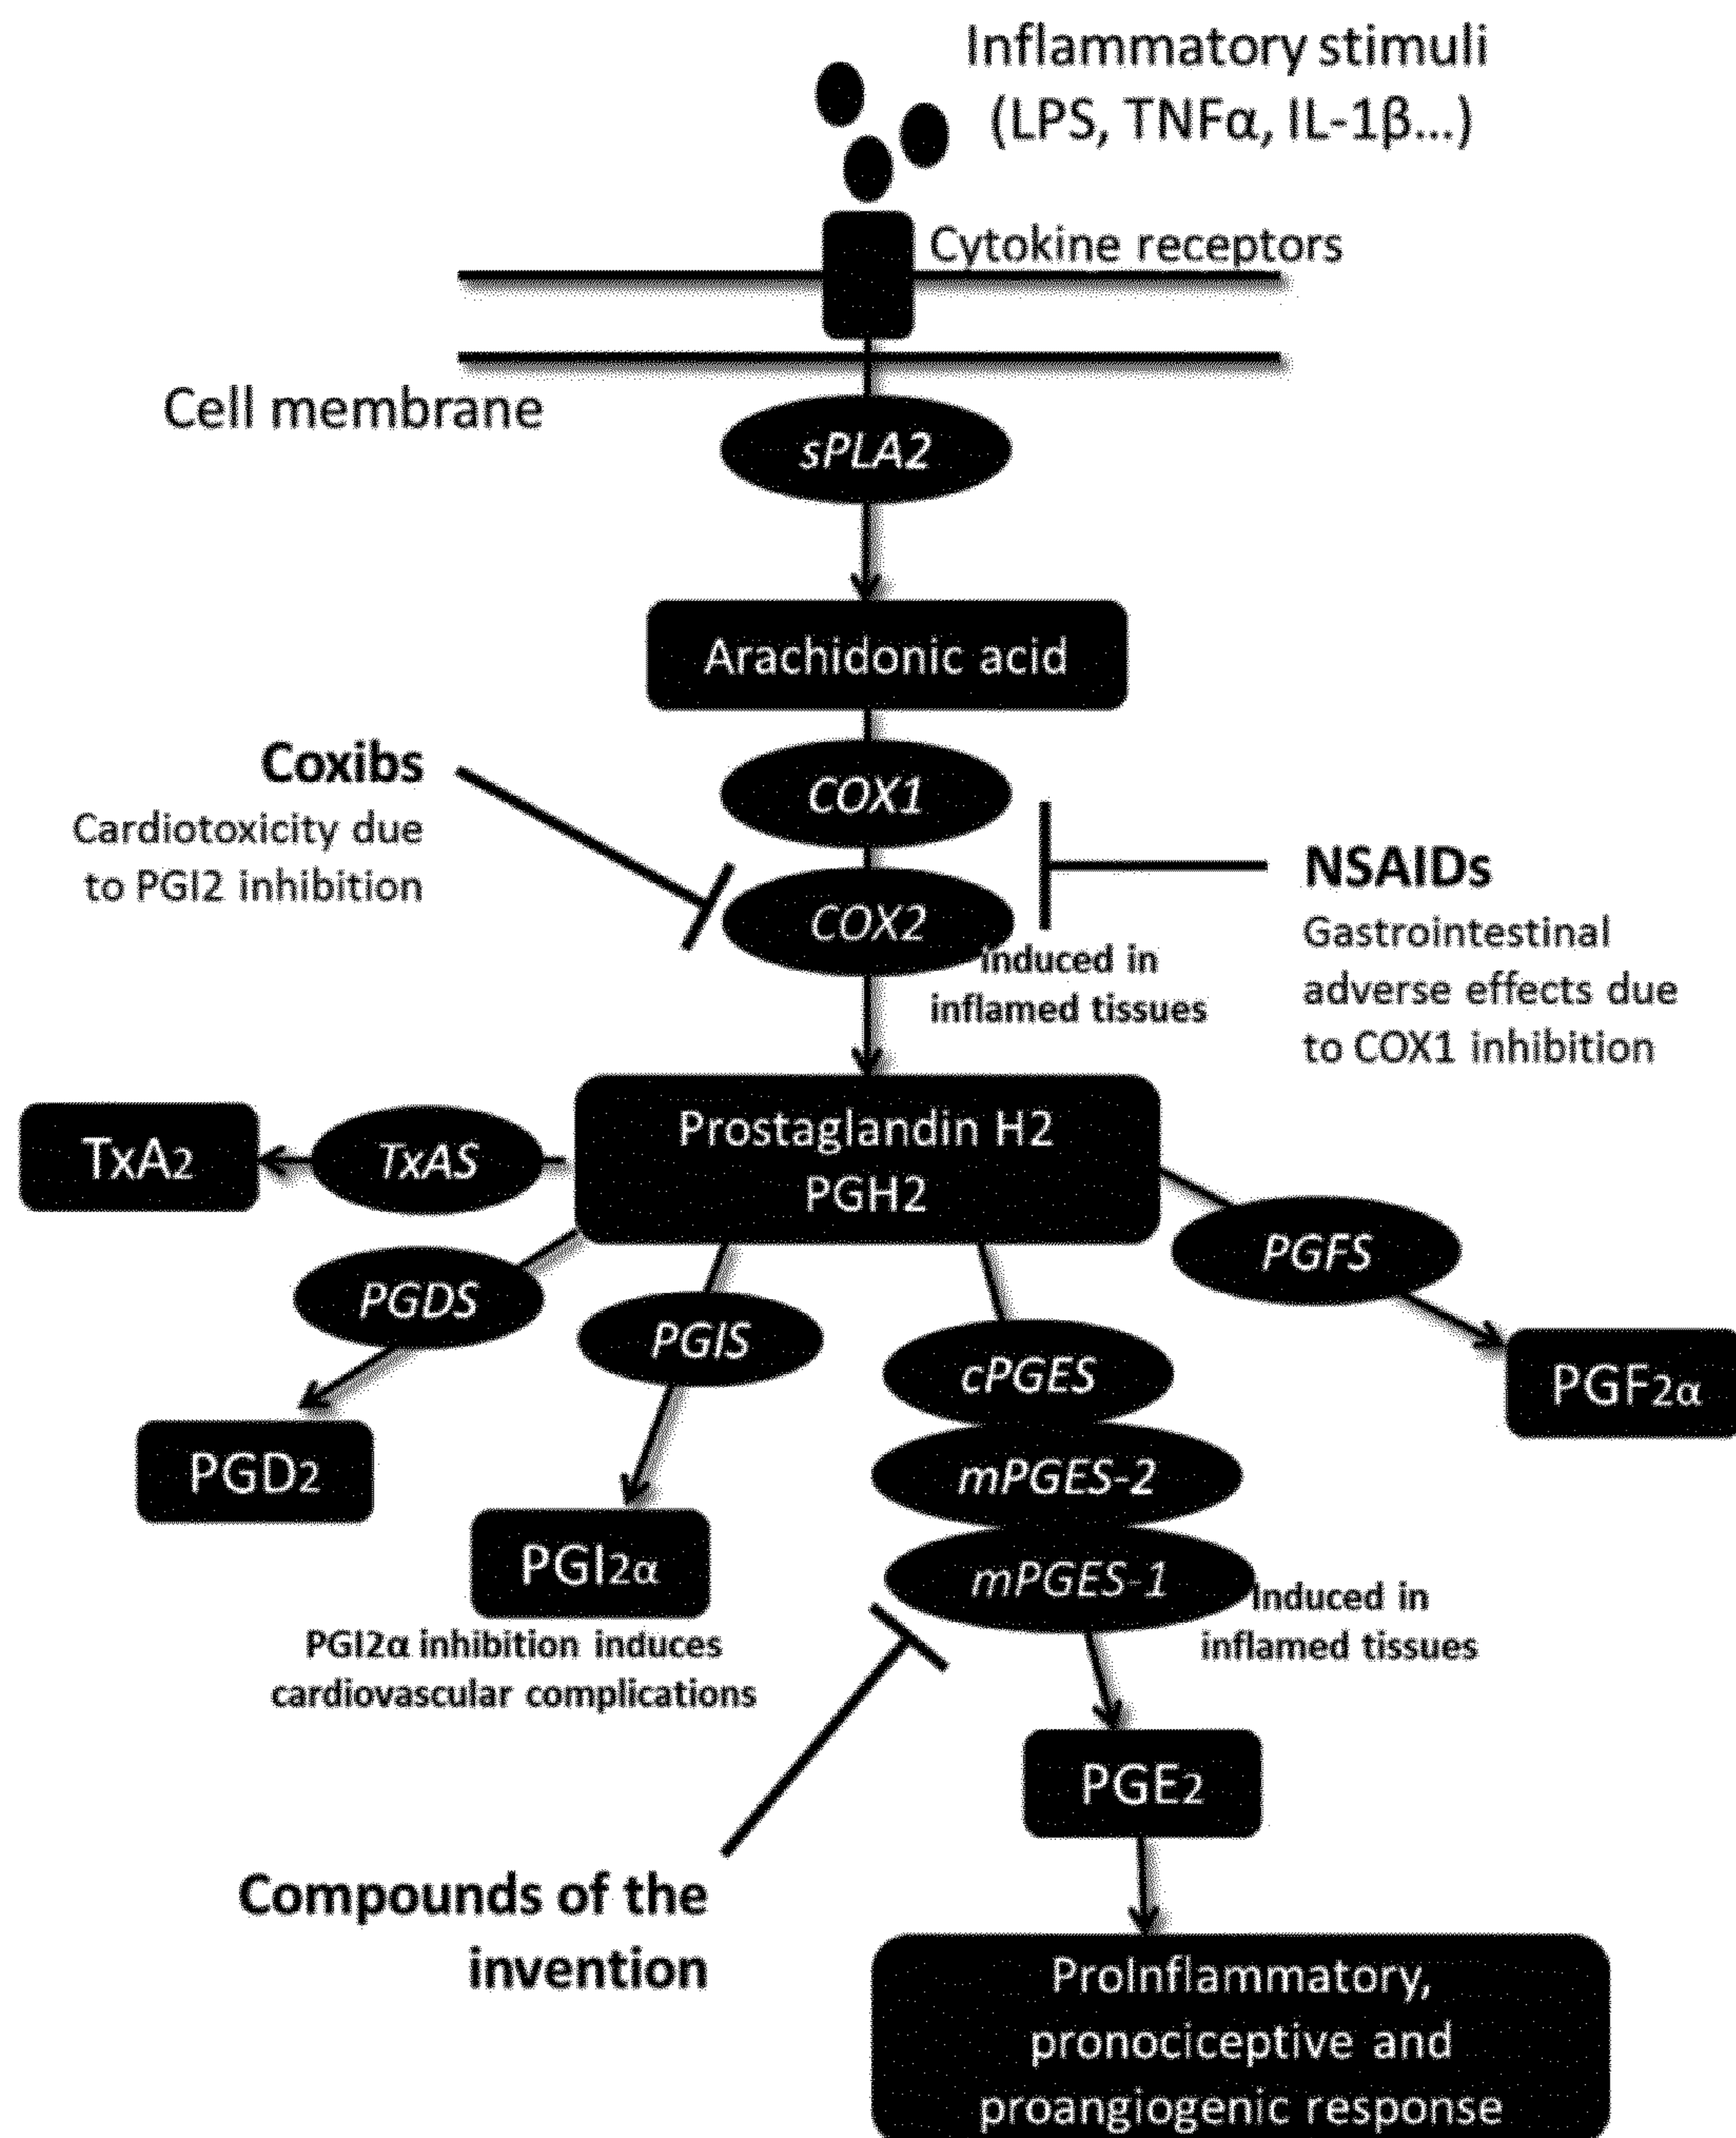 Inflammatory stimuli
(LPS, TNFα, IL-1β...)
Cytokine receptors
Cell membrane
sPLA2
Arachidonic acid
Coxibs
Cardiotoxicity due
to PGI2 inhibition
COX1
COX2
Induced in
inflamed tissues
NSAIDs
Gastrointestinal
adverse effects due
to COX1 inhibition
Prostaglandin H2
PGH2
TxA2
TxAS
PGDS
PGD2
PGIS
PGI2α
PGI2α inhibition induces
cardiovascular complications
cPGES
mPGES-2
mPGES-1
Induced in
inflamed tissues
PGFS
PGF2α
PGE2
Compounds of the
invention
ProInflammatory,
pronociceptive and
proangiogenic response